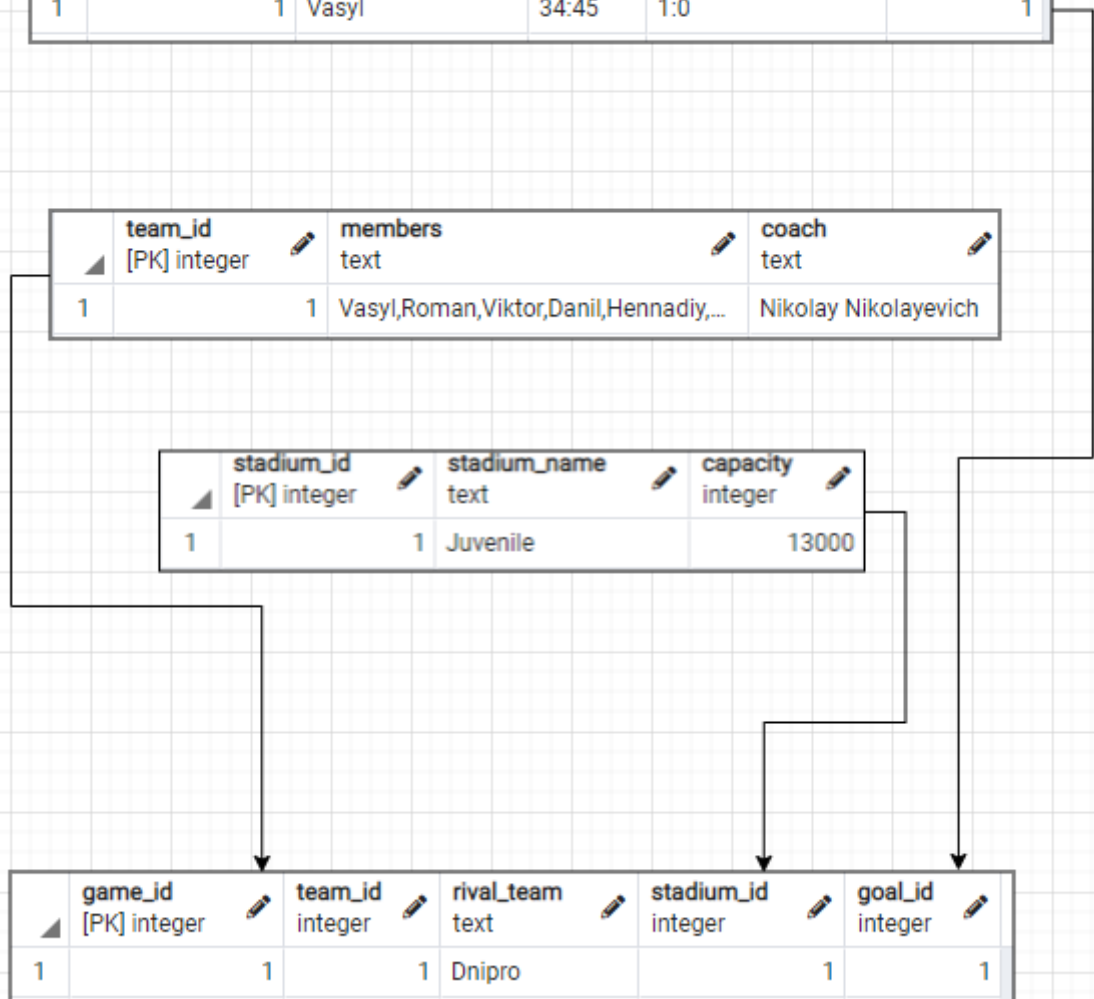 1 1 Vasyl 34:45 1:0 1
team_id members coach
[PK] integer text text
1 1 Vasyl,Roman,Viktor,Danil,Hennadiy,... Nikolay Nikolayevich
stadium_id stadium_name capacity
[PK] integer text integer
1 1 Juvenile 13000
game_id team_id rival_team stadium_id goal_id
[PK] integer integer text integer integer
1 1 1 Dnipro 1 1